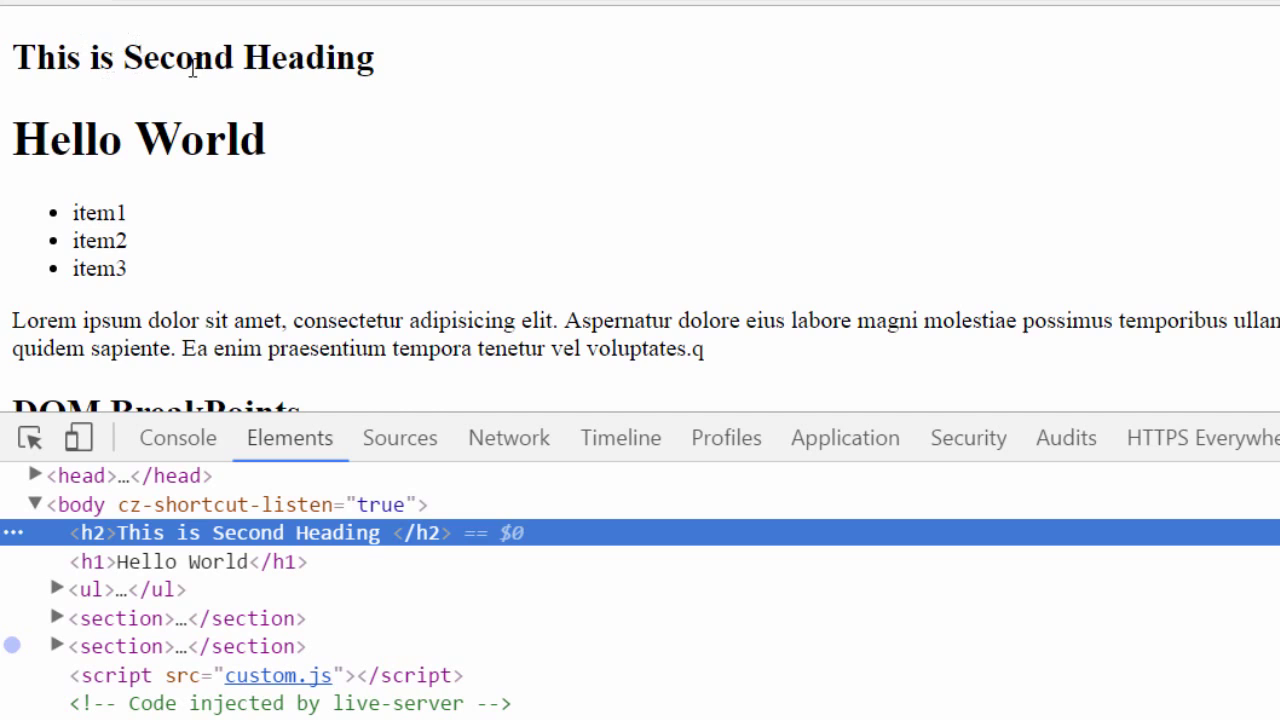 This is Second Heading
Hello World
• item1
• item2
• item3
Lorem ipsum dolor sit amet, consectetur adipisicing elit. Aspernatur dolore eius labore magni molestiae possimus temporibus
quidem sapiente. Ea enim praesentium tempora tenetur vel voluptates.q
DOM BreakPoints
Console Elements Sources Network Timeline Profiles Application Security Audits HTTPS
▶<head>…</head>
▼<body cz-shortcut-listen="true">
<h2>This is Second Heading </h2> == $0
<h1>Hello World</h1>
▶<ul>…</ul>
▶<section>…</section>
▶<section>…</section>
<script src="custom.js"></script>
<!-- Code injected by live-server -->